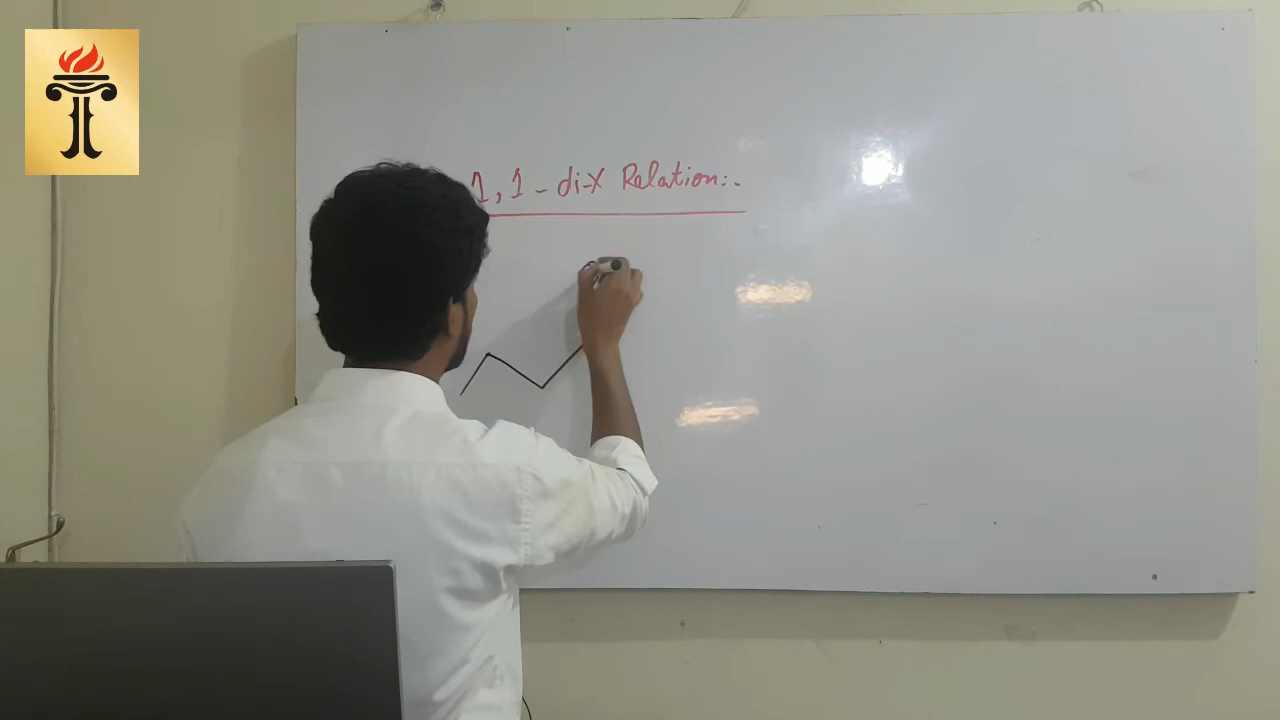 1, 1 - di-X Relation:-